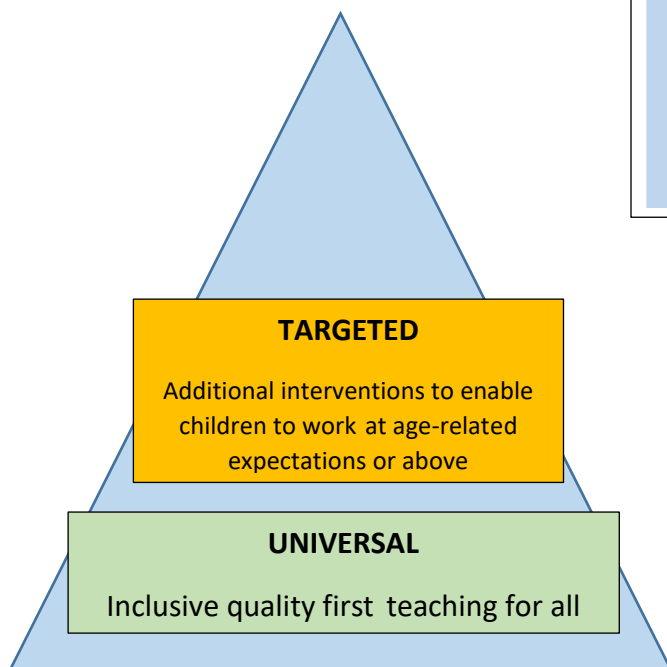 TARGETED
Additional interventions to enable
children to work at age-related
expectations or above
UNIVERSAL
Inclusive quality first teaching for all